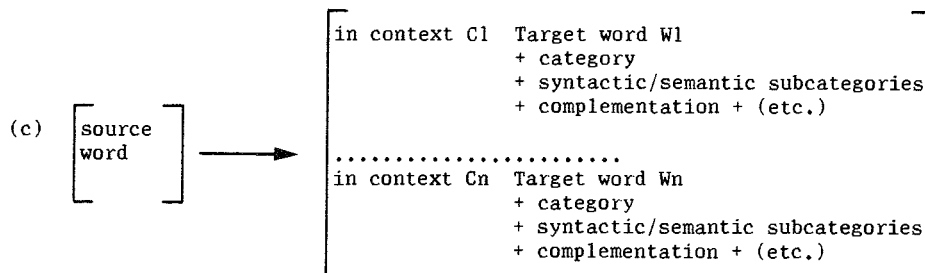 in context C1 Target word W1
+ category
+ syntactic/semantic subcategories
+ complementation + (etc.)
(c) source
word
........................
in context Cn Target word Wn
+ category
+ syntactic/semantic subcategories
+ complementation + (etc.)